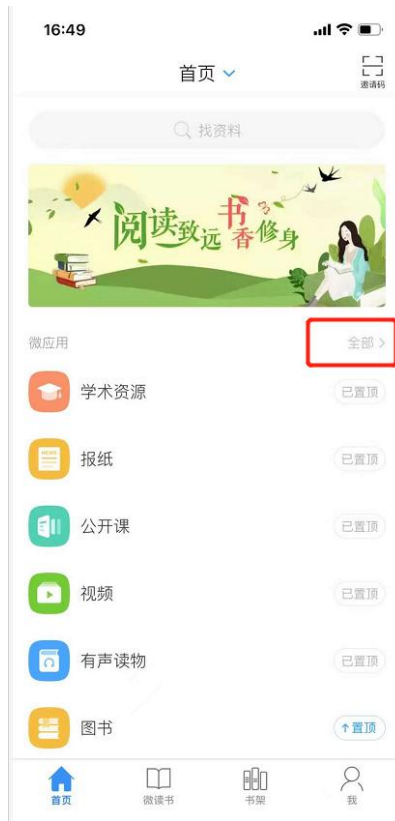 16:49
首页
邀请码
找资料
阅读致远 书香修身
微应用 全部 >
学术资源 已置顶
NEWS
报纸 已置顶
公开课 已置顶
视频 已置顶
有声读物 已置顶
图书 ↑置顶
首页 微读书 书架 我